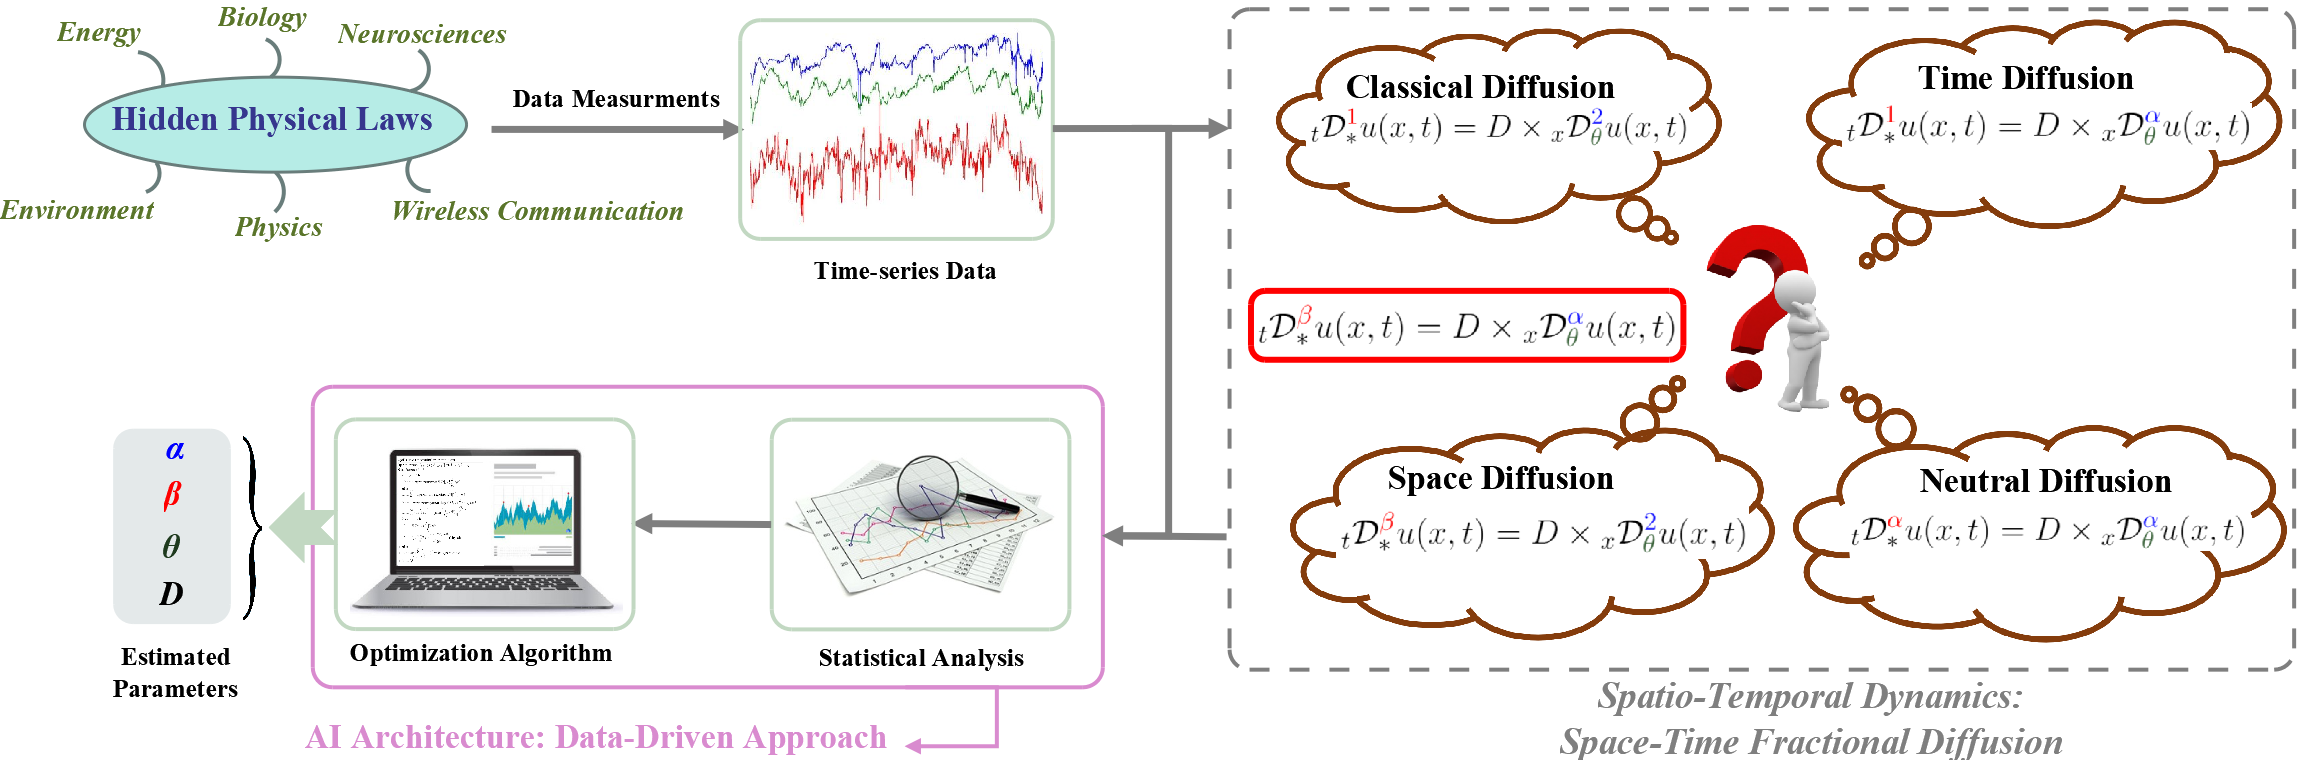 Energy
Biology
Neurosciences
Hidden Physical Laws
Environment
Physics
Wireless Communication
Data Measurments
Time-series Data
Classical Diffusion
${}_t\mathcal{D}_*^1 u(x,t) = D \times {}_x\mathcal{D}_\theta^2 u(x,t)$
Time Diffusion
${}_t\mathcal{D}_*^1 u(x,t) = D \times {}_x\mathcal{D}_\theta^\alpha u(x,t)$
${}_t\mathcal{D}_*^\beta u(x,t) = D \times {}_x\mathcal{D}_\theta^\alpha u(x,t)$
Space Diffusion
${}_t\mathcal{D}_*^\beta u(x,t) = D \times {}_x\mathcal{D}_\theta^2 u(x,t)$
Neutral Diffusion
${}_t\mathcal{D}_*^\alpha u(x,t) = D \times {}_x\mathcal{D}_\theta^\alpha u(x,t)$
Spatio-Temporal Dynamics:
Space-Time Fractional Diffusion
Statistical Analysis
Optimization Algorithm
AI Architecture: Data-Driven Approach
α
β
θ
D
Estimated
Parameters